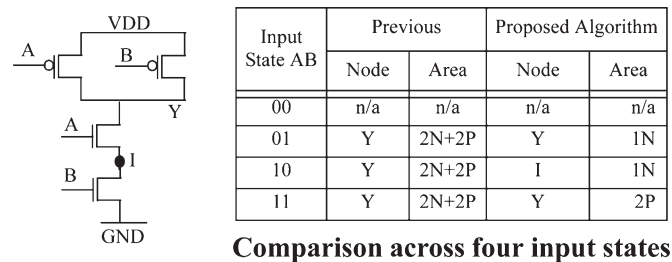 VDD
A
B
Y
A
I
B
GND
Input State AB | Previous | Proposed Algorithm
Node | Area | Node | Area
00 | n/a | n/a | n/a | n/a
01 | Y | 2N+2P | Y | 1N
10 | Y | 2N+2P | I | 1N
11 | Y | 2N+2P | Y | 2P
Comparison across four input states